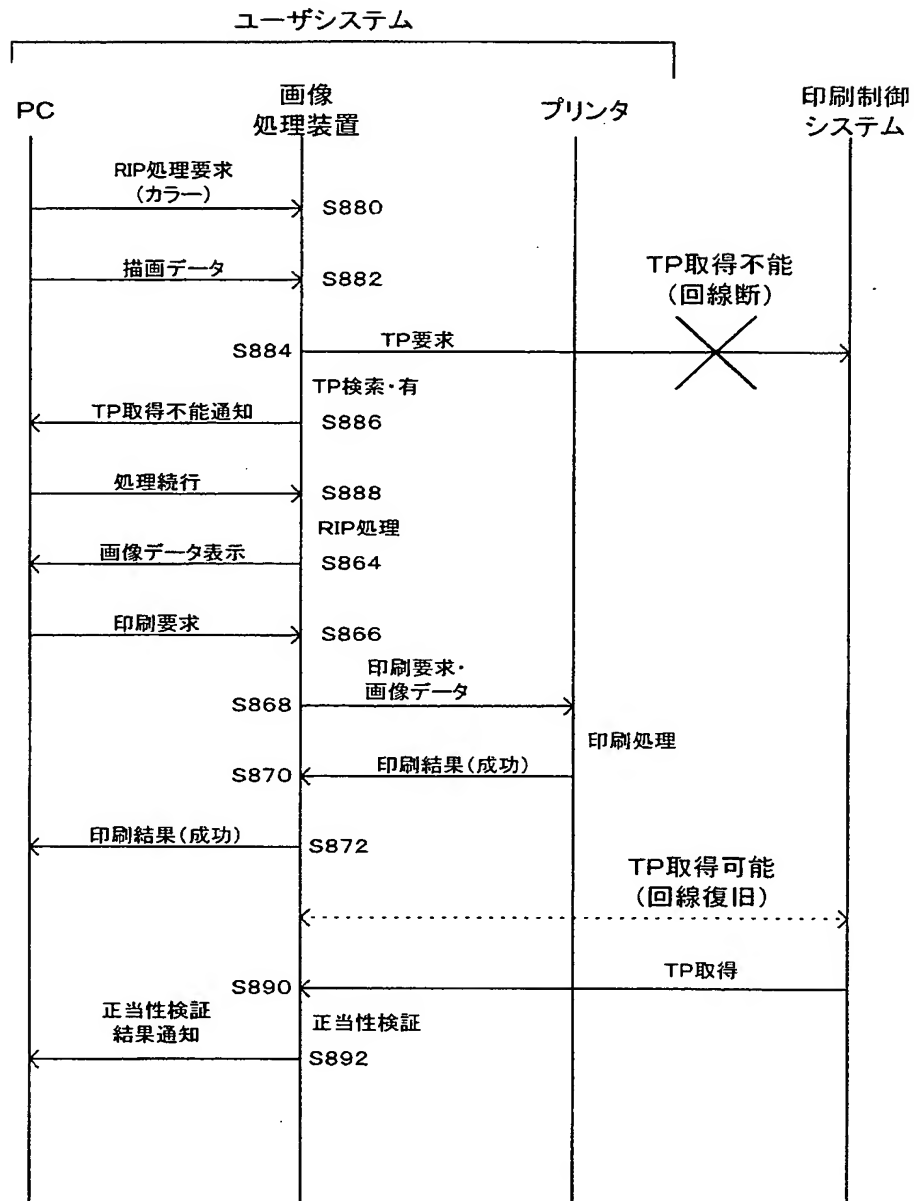 ユーザシステム
PC
画像
処理装置
プリンタ
印刷制御
システム
RIP処理要求
(カラー)
S880
描画データ
S882
TP取得不能
(回線断)
S884
TP要求
TP検索・有
TP取得不能通知
S886
処理続行
S888
RIP処理
画像データ表示
S864
印刷要求
S866
印刷要求・
画像データ
S868
印刷処理
S870
印刷結果(成功)
印刷結果(成功)
S872
TP取得可能
(回線復旧)
S890
TP取得
正当性検証
結果通知
正当性検証
S892